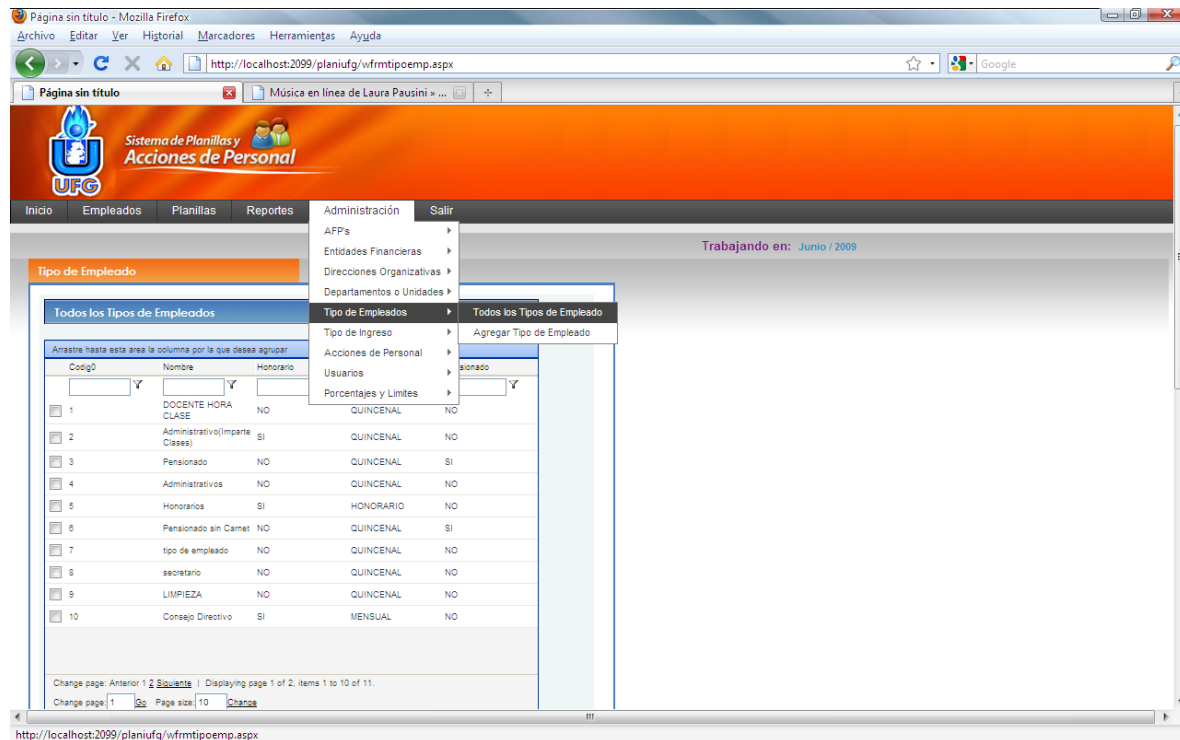 Página sin título - Mozilla Firefox
Archivo Editar Ver Historial Marcadores Herramientas Ayuda
http://localhost:2099/planiufg/wfrmtipoemp.aspx
Google
Página sin título
Música en línea de Laura Pausini » ...
UFG
Sistema de Planillas y
Acciones de Personal
Inicio Empleados Planillas Reportes Administración Salir
AFP's
Entidades Financieras
Direcciones Organizativas
Departamentos o Unidades
Tipo de Empleados
Tipo de Ingreso
Acciones de Personal
Usuarios
Porcentajes y Limites
Todos los Tipos de Empleado
Agregar Tipo de Empleado
Trabajando en: Junio / 2009
Tipo de Empleado
Todos los Tipos de Empleados
Arrastre hasta esta area la columna por la que desea agrupar
Codig0 Nombre Honorario sionado
1 DOCENTE HORA CLASE NO QUINCENAL NO
2 Administrativo(Imparte Clases) SI QUINCENAL NO
3 Pensionado NO QUINCENAL SI
4 Administrativos NO QUINCENAL NO
5 Honorarios SI HONORARIO NO
6 Pensionado sin Carnet NO QUINCENAL SI
7 tipo de empleado NO QUINCENAL NO
8 secretario NO QUINCENAL NO
9 LIMPIEZA NO QUINCENAL NO
10 Consejo Directivo SI MENSUAL NO
Change page: Anterior 1 2 Siguiente | Displaying page 1 of 2, items 1 to 10 of 11.
Change page: 1 Go Page size: 10 Change
http://localhost:2099/planiufg/wfrmtipoemp.aspx